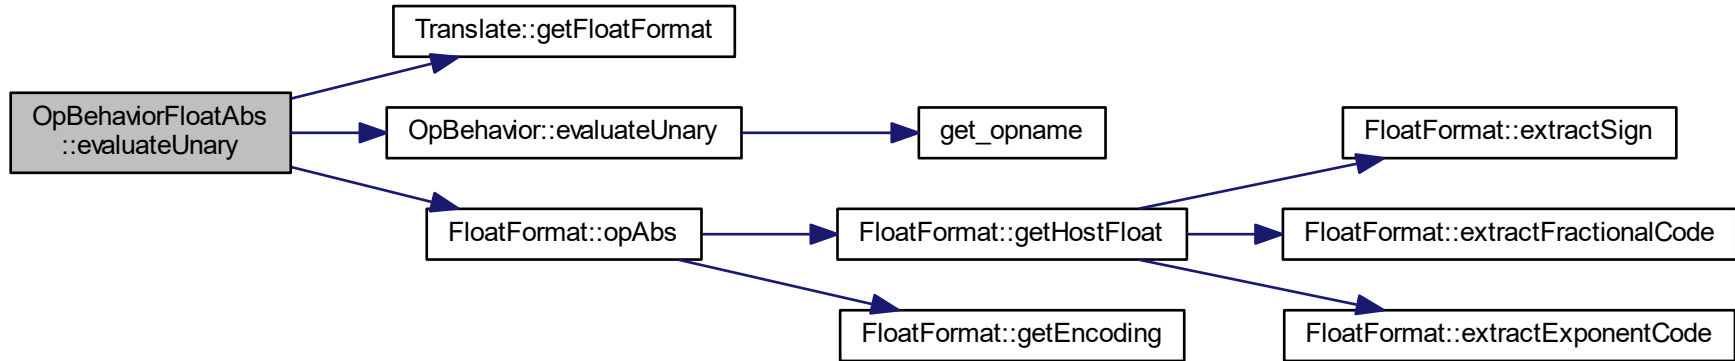 Translate::getFloatFormat
OpBehaviorFloatAbs
::evaluateUnary
OpBehavior::evaluateUnary
get_opname
FloatFormat::extractSign
FloatFormat::opAbs
FloatFormat::getHostFloat
FloatFormat::extractFractionalCode
FloatFormat::getEncoding
FloatFormat::extractExponentCode